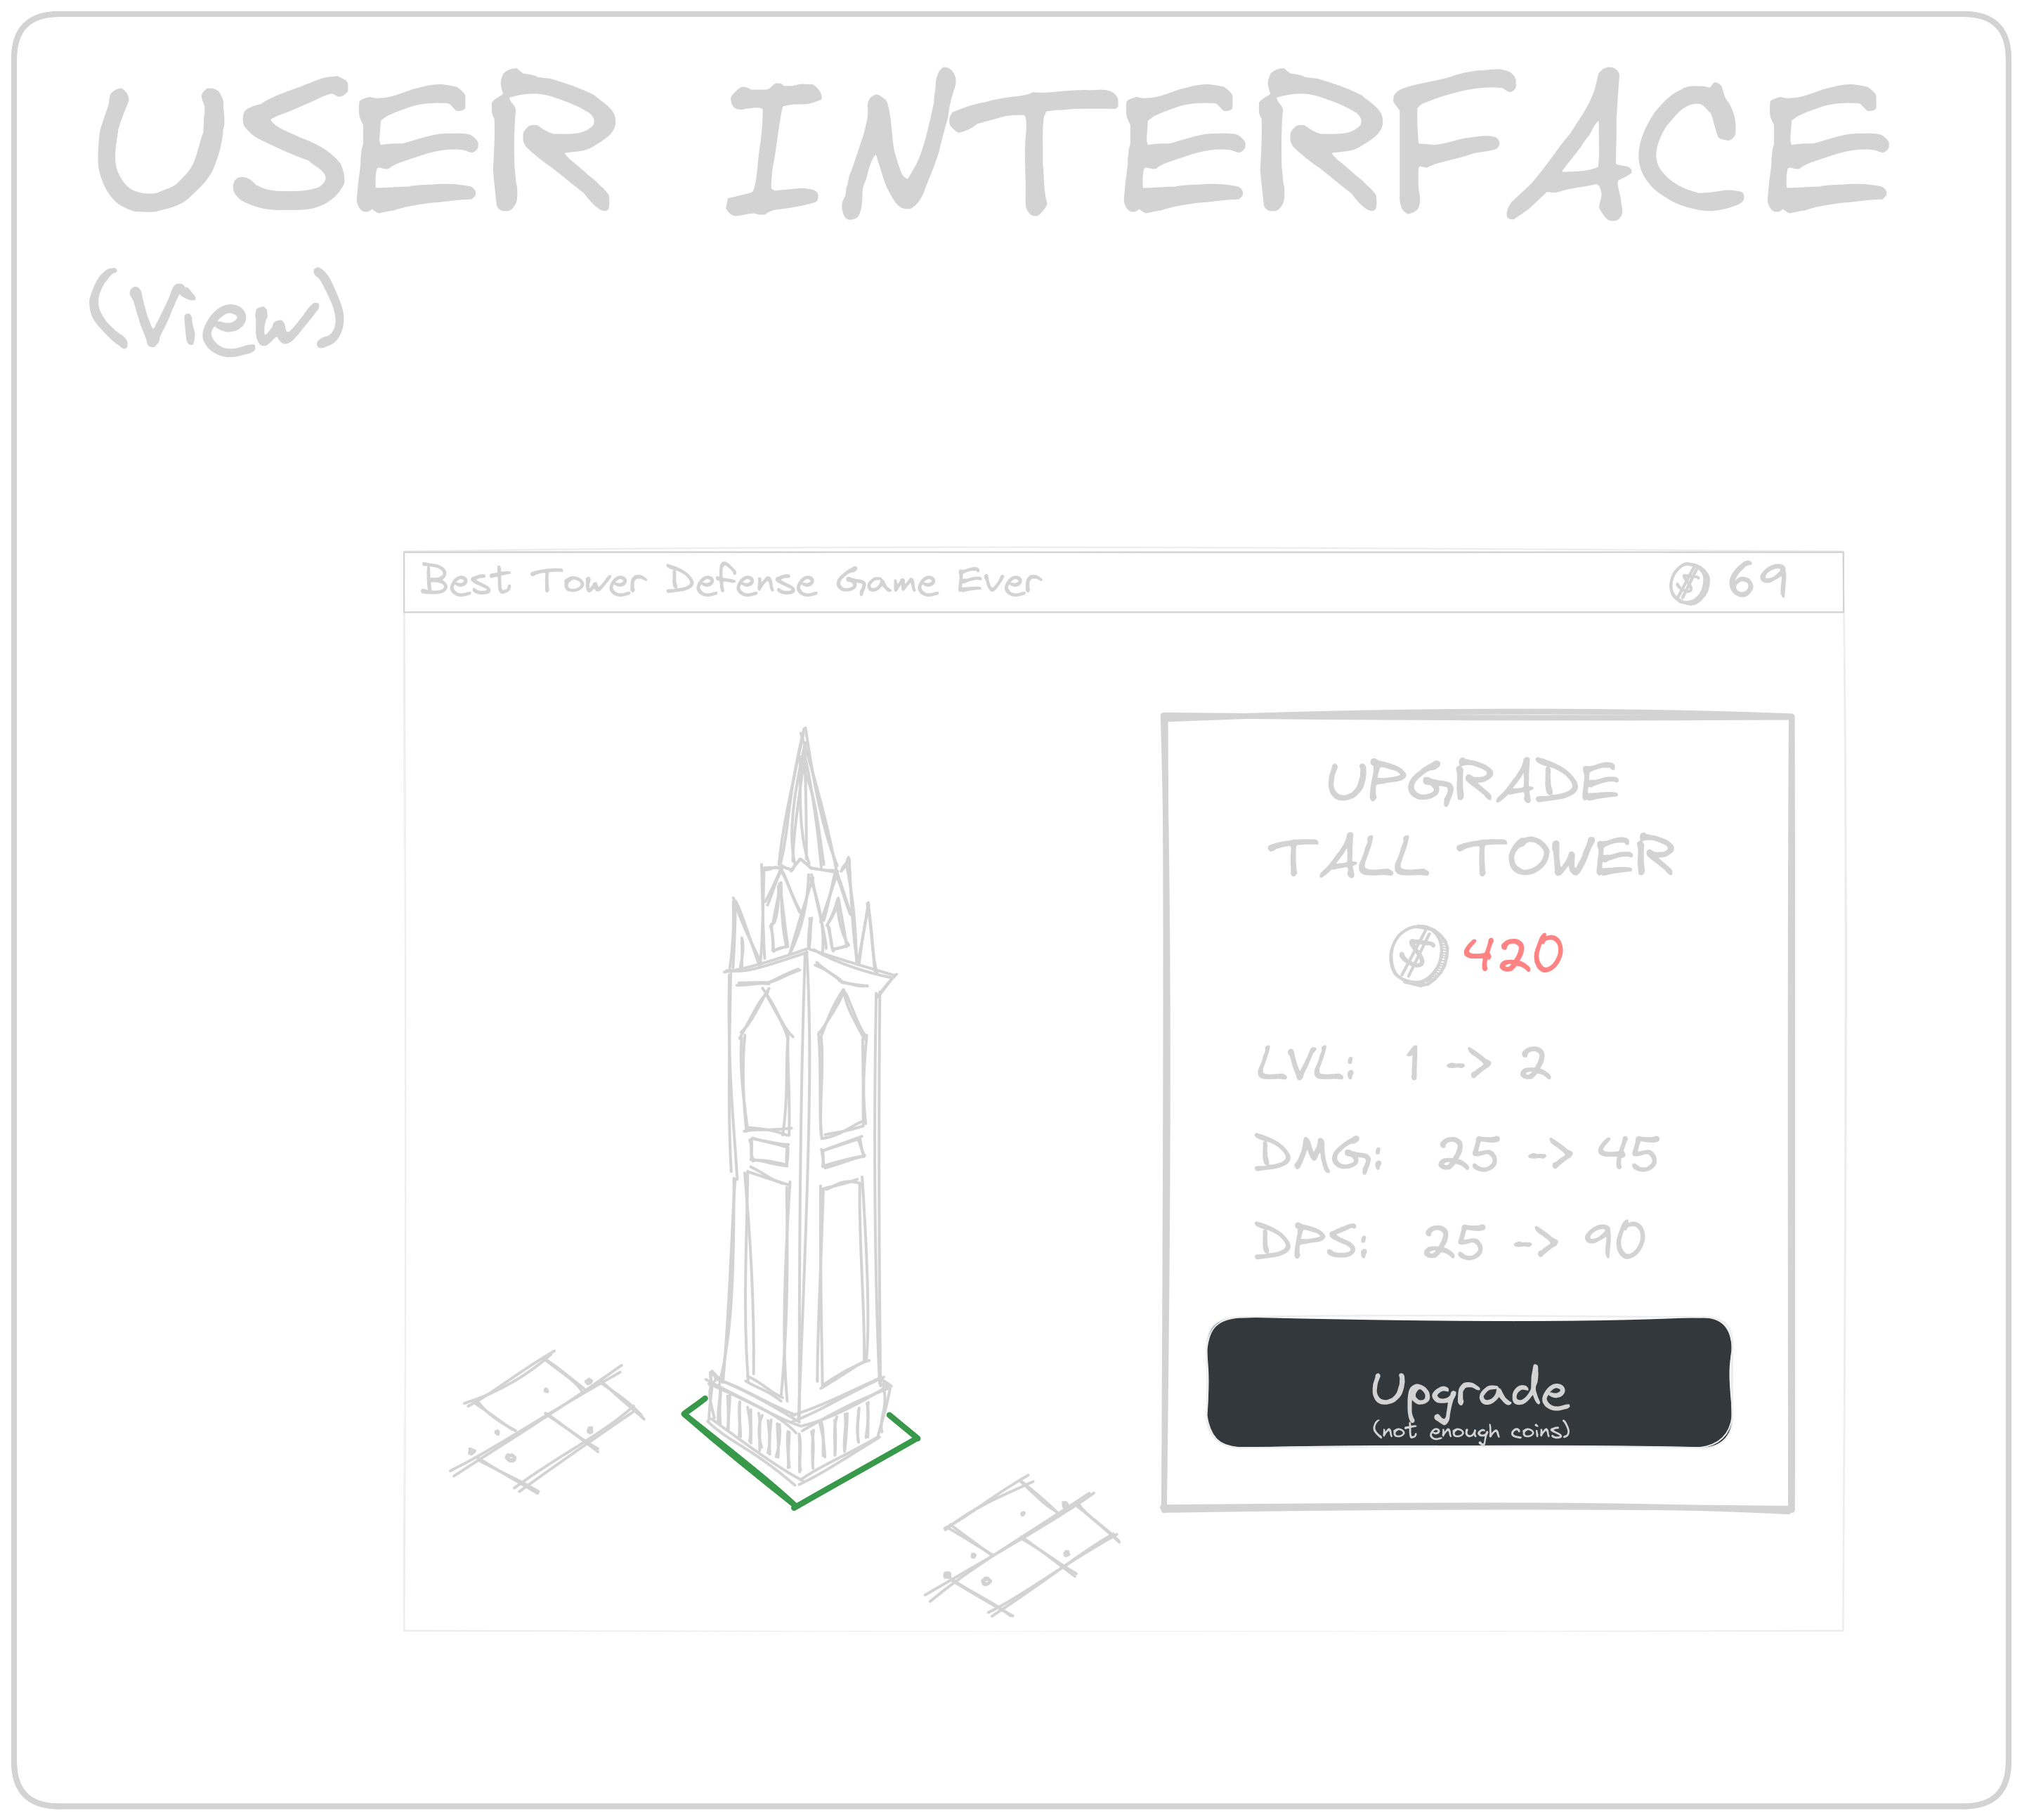 USER INTERFACE
(View)
Best Tower Defense Game Ever
$ 69
UPGRADE
TALL TOWER
$ 420
LVL: 1 -> 2
DMG: 25 -> 45
DPS: 25 -> 90
Upgrade
(not enough coins)